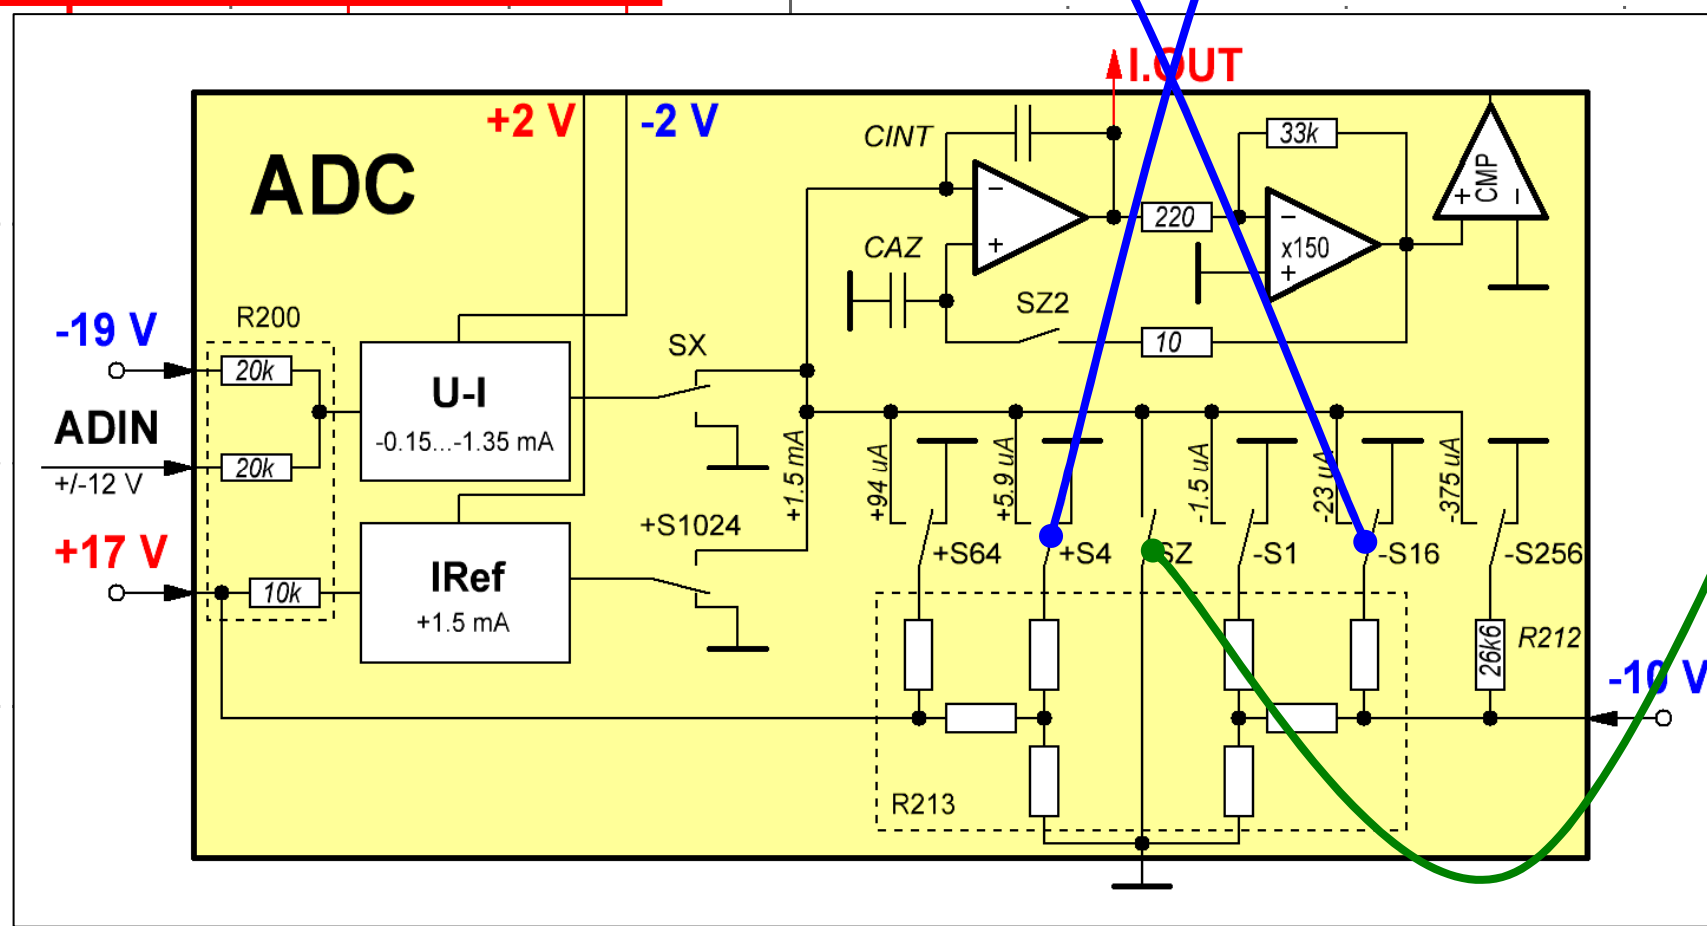 I.OUT
+2 V
-2 V
CINT
33k
ADC
CMP
+
−
−
220
−
x150
+
CAZ
+
R200
SZ2
-19 V
SX
10
20k
U-I
-0.15...-1.35 mA
ADIN
20k
+/-12 V
+1.5 mA
+94 uA
+5.9 uA
-1.5 uA
-23 uA
-375 uA
+S1024
+17 V
+S64
+S4
SZ
-S1
-S16
-S256
10k
IRef
+1.5 mA
26k6
R212
-10 V
R213